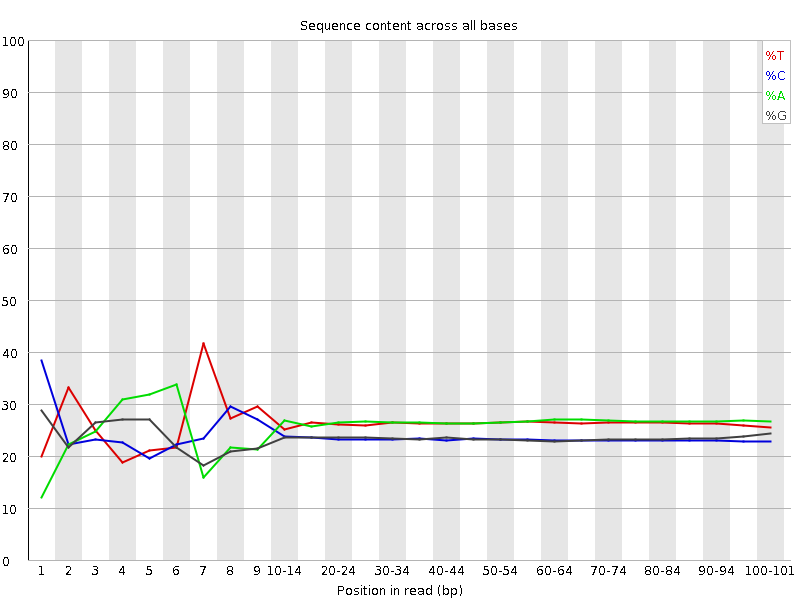 Sequence content across all bases
100
90
80
70
60
50
40
30
20
10
0
%T
%C
%A
%G
1 2 3 4 5 6 7 8 9 10-14 20-24 30-34 40-44 50-54 60-64 70-74 80-84 90-94 100-101
Position in read (bp)